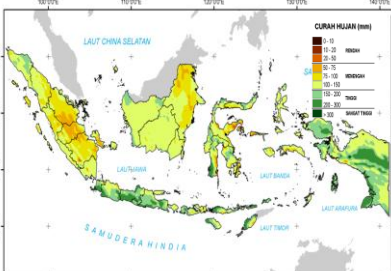 100°0'0"E 110°0'0"E 120°0'0"E 130°0'0"E 140°0'0"E
CURAH HUJAN (mm)
0 - 10
10 - 20 RENDAH
20 - 50
50 - 75
75 - 100 MENENGAH
100 - 150
150 - 200 TINGGI
200 - 300
> 300 SANGAT TINGGI
LAUT CHINA SELATAN
LAUT JAWA
LAUT BANDA
LAUT ARAFURA
SAMUDERA HINDIA
LAUT TIMOR